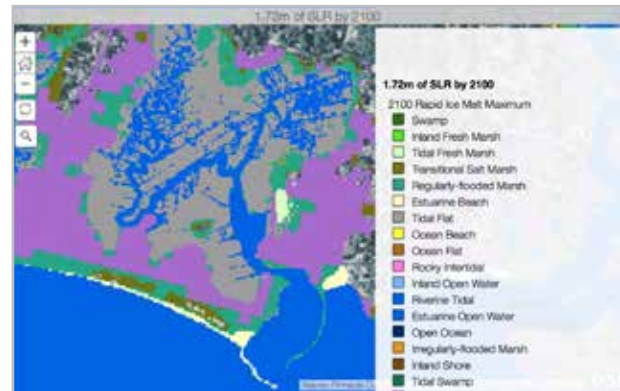 1.72m of SLR by 2100
1.72m of SLR by 2100
2100 Rapid Ice Melt Maximum
Swamp
Inland Fresh Marsh
Tidal Fresh Marsh
Transitional Salt Marsh
Regularly-flooded Marsh
Estuarine Beach
Tidal Flat
Ocean Beach
Ocean Flat
Rocky Intertidal
Inland Open Water
Riverine Tidal
Estuarine Open Water
Open Ocean
Irregularly-flooded Marsh
Inland Shore
Tidal Swamp